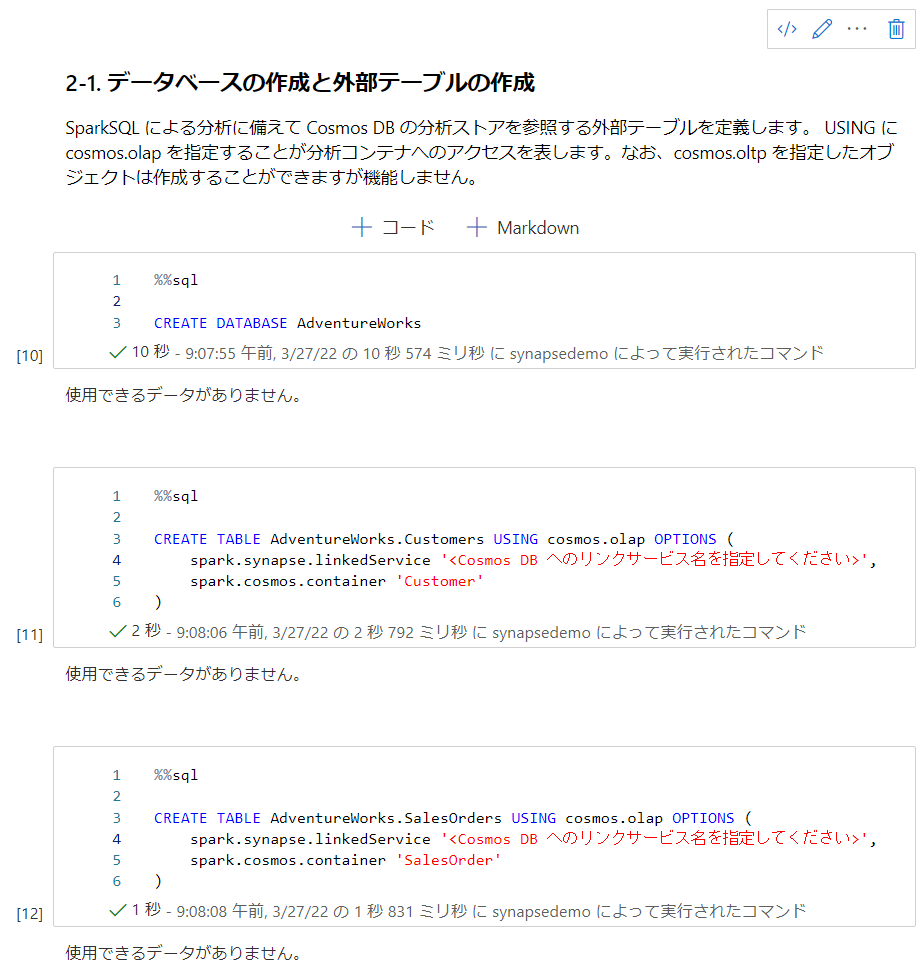 2-1. データベースの作成と外部テーブルの作成
SparkSQL による分析に備えて Cosmos DB の分析ストアを参照する外部テーブルを定義します。 USING に
cosmos.olap を指定することが分析コンテナへのアクセスを表します。なお、cosmos.oltp を指定したオブ
ジェクトは作成することができますが機能しません。
コード Markdown
1 %%sql
2
3 CREATE DATABASE AdventureWorks
[10] 10 秒 - 9:07:55 午前, 3/27/22 の 10 秒 574 ミリ秒 に synapsedemo によって実行されたコマンド
使用できるデータがありません。
1 %%sql
2
3 CREATE TABLE AdventureWorks.Customers USING cosmos.olap OPTIONS (
4 spark.synapse.linkedService '<Cosmos DB へのリンクサービス名を指定してください>',
5 spark.cosmos.container 'Customer'
6 )
[11] 2 秒 - 9:08:06 午前, 3/27/22 の 2 秒 792 ミリ秒 に synapsedemo によって実行されたコマンド
使用できるデータがありません。
1 %%sql
2
3 CREATE TABLE AdventureWorks.SalesOrders USING cosmos.olap OPTIONS (
4 spark.synapse.linkedService '<Cosmos DB へのリンクサービス名を指定してください>',
5 spark.cosmos.container 'SalesOrder'
6 )
[12] 1 秒 - 9:08:08 午前, 3/27/22 の 1 秒 831 ミリ秒 に synapsedemo によって実行されたコマンド
使用できるデータがありません。